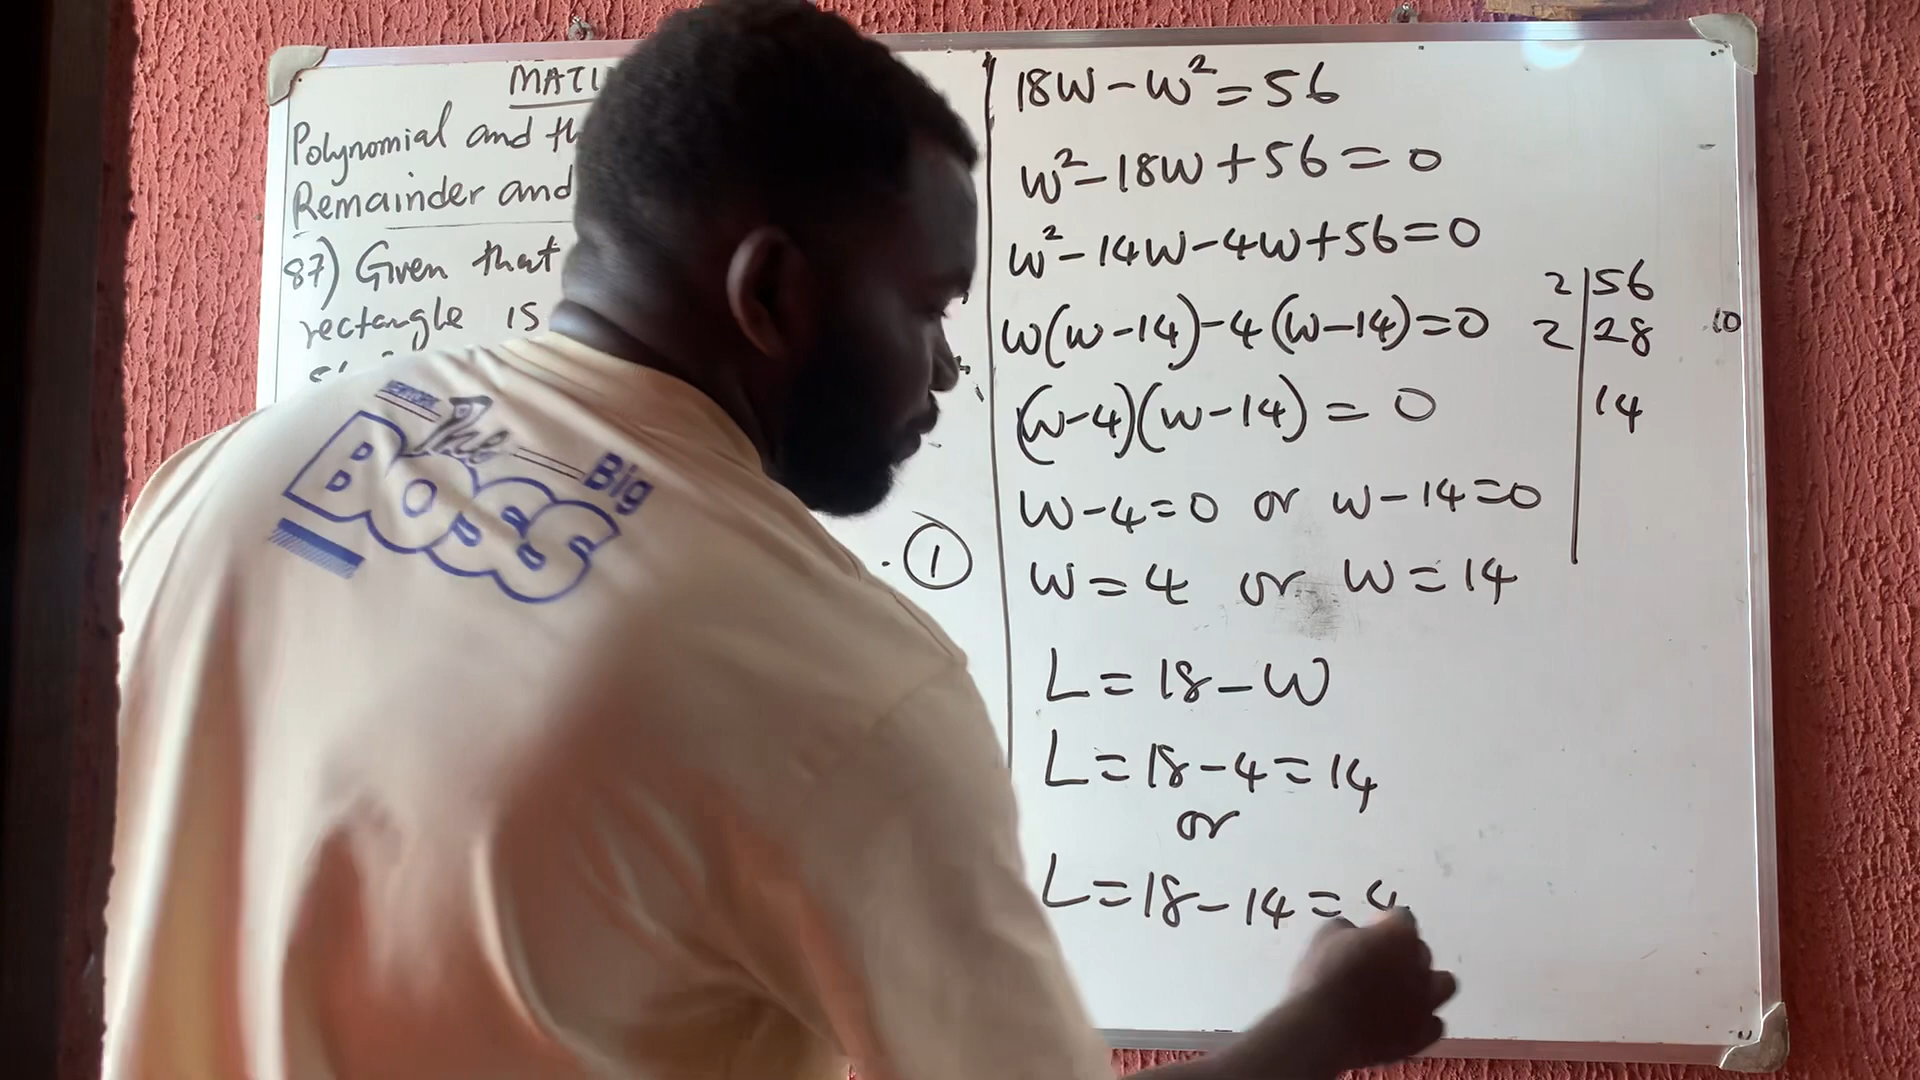 Polynomial and
Remainder and
87) Given that
rectangle is
①
18W-W²=56
W²-18W+56=0
W²-14W-4W+56=0
W(W-14)-4(W-14)=0
(W-4)(W-14)=0
W-4=0 or W-14=0
W=4 or W=14
L=18-W
L=18-4=14
or
L=18-14=4
2|56
2|28
14
10
The
Big
BOSS